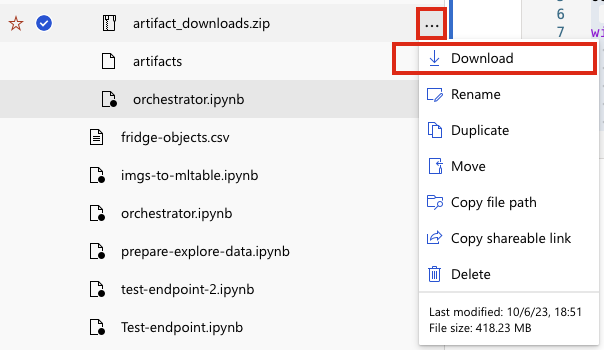 artifact_downloads.zip
...
artifacts
orchestrator.ipynb
fridge-objects.csv
imgs-to-mltable.ipynb
orchestrator.ipynb
prepare-explore-data.ipynb
test-endpoint-2.ipynb
Test-endpoint.ipynb
6
7
wi
Download
Rename
Duplicate
Move
Copy file path
Copy shareable link
Delete
Last modified: 10/6/23, 18:51
File size: 418.23 MB